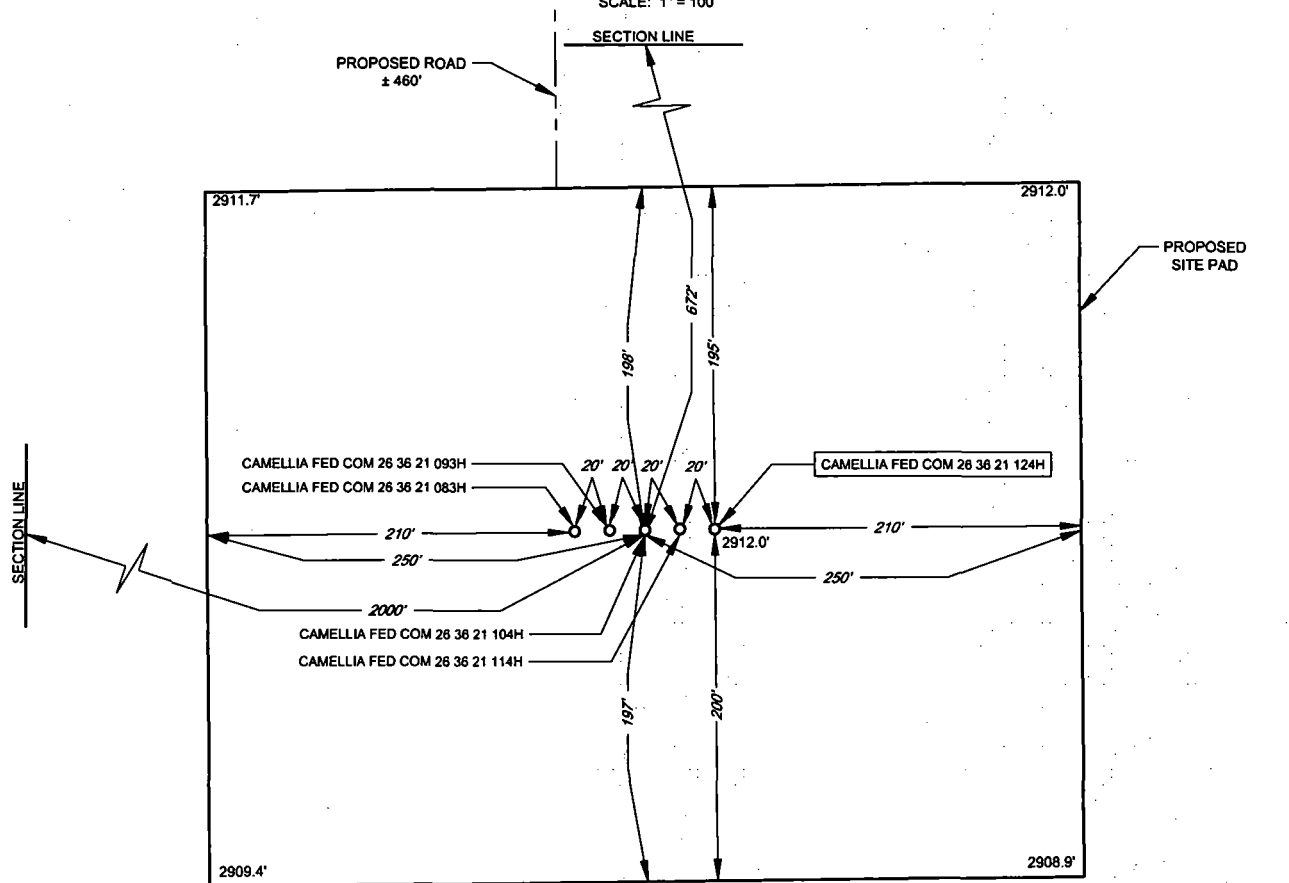 SCALE: 1" = 100'
SECTION LINE
PROPOSED ROAD
± 460'
2911.7'
2912.0'
PROPOSED
SITE PAD
672'
198'
195'
CAMELLIA FED COM 26 36 21 093H
20'
20'
20'
20'
CAMELLIA FED COM 26 36 21 124H
CAMELLIA FED COM 26 36 21 083H
SECTION LINE
210'
2912.0'
210'
250'
250'
2000'
CAMELLIA FED COM 26 36 21 104H
CAMELLIA FED COM 26 36 21 114H
197'
200'
2909.4'
2908.9'